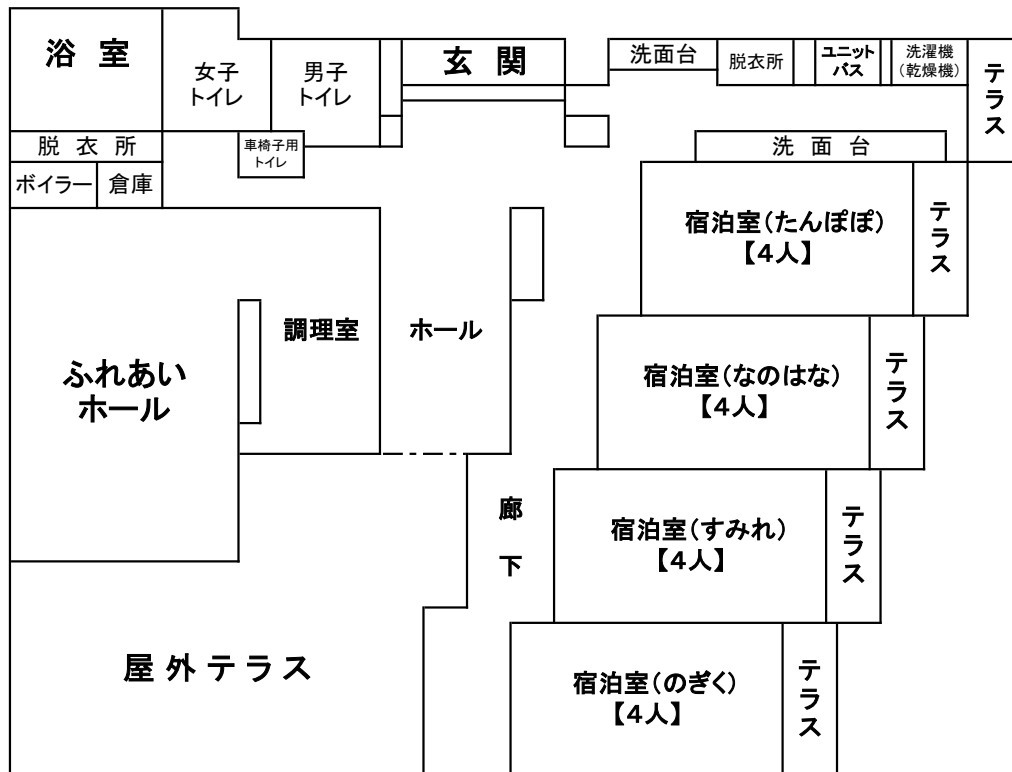 浴室
女子
トイレ
男子
トイレ
玄関
洗面台
脱衣所
ユニット
バス
洗濯機
(乾燥機)
テラス
脱衣所
車椅子用
トイレ
洗面台
ボイラー
倉庫
宿泊室(たんぽぽ)
【4人】
テラス
ふれあい
ホール
調理室
ホール
宿泊室(なのはな)
【4人】
テラス
廊下
宿泊室(すみれ)
【4人】
テラス
屋外テラス
宿泊室(のぎく)
【4人】
テラス